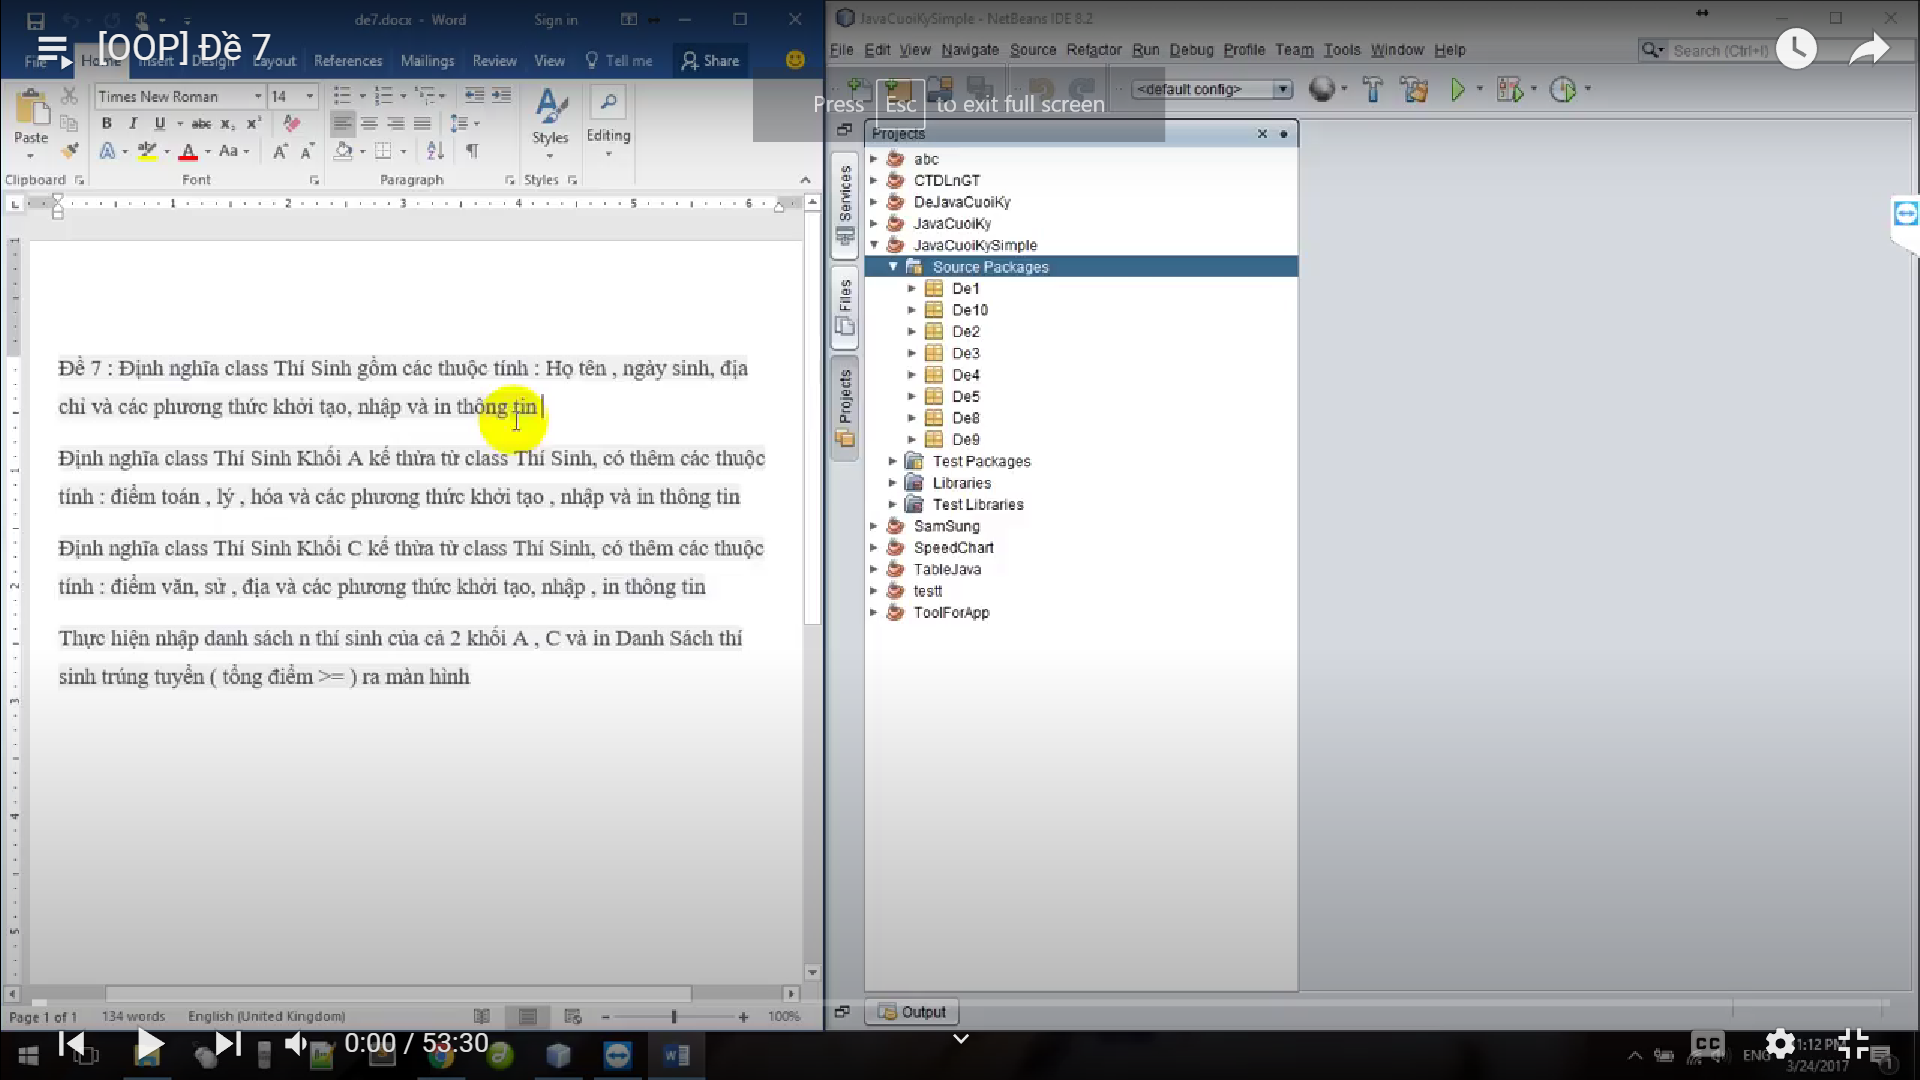 de7.docx - Word
Sign in
[OOP] Đề 7
File
Home
Insert
Design
Layout
References
Mailings
Review
View
Tell me
Share
Times New Roman
14
Paste
Styles
Editing
Clipboard
Font
Paragraph
Styles
Đề 7 : Định nghĩa class Thí Sinh gồm các thuộc tính : Họ tên , ngày sinh, địa
chỉ và các phương thức khởi tạo, nhập và in thông tin
Định nghĩa class Thí Sinh Khối A kế thừa từ class Thí Sinh, có thêm các thuộc
tính : điểm toán , lý , hóa và các phương thức khởi tạo , nhập và in thông tin
Định nghĩa class Thí Sinh Khối C kế thừa từ class Thí Sinh, có thêm các thuộc
tính : điểm văn, sử , địa và các phương thức khởi tạo, nhập , in thông tin
Thực hiện nhập danh sách n thí sinh của cả 2 khối A , C và in Danh Sách thí
sinh trúng tuyển ( tổng điểm >= ) ra màn hình
Page 1 of 1
134 words
English (United Kingdom)
100%
JavaCuoiKySimple - NetBeans IDE 8.2
File Edit View Navigate Source Refactor Run Debug Profile Team Tools Window Help
Search (Ctrl+I)
<default config>
Press Esc to exit full screen
Projects
Services
Files
Projects
abc
CTDLnGT
DeJavaCuoiKy
JavaCuoiKy
JavaCuoiKySimple
Source Packages
De1
De10
De2
De3
De4
De5
De8
De9
Test Packages
Libraries
Test Libraries
SamSung
SpeedChart
TableJava
testt
ToolForApp
Output
0:00 / 53:30
CC
ENG
1:12 PM
3/24/2017